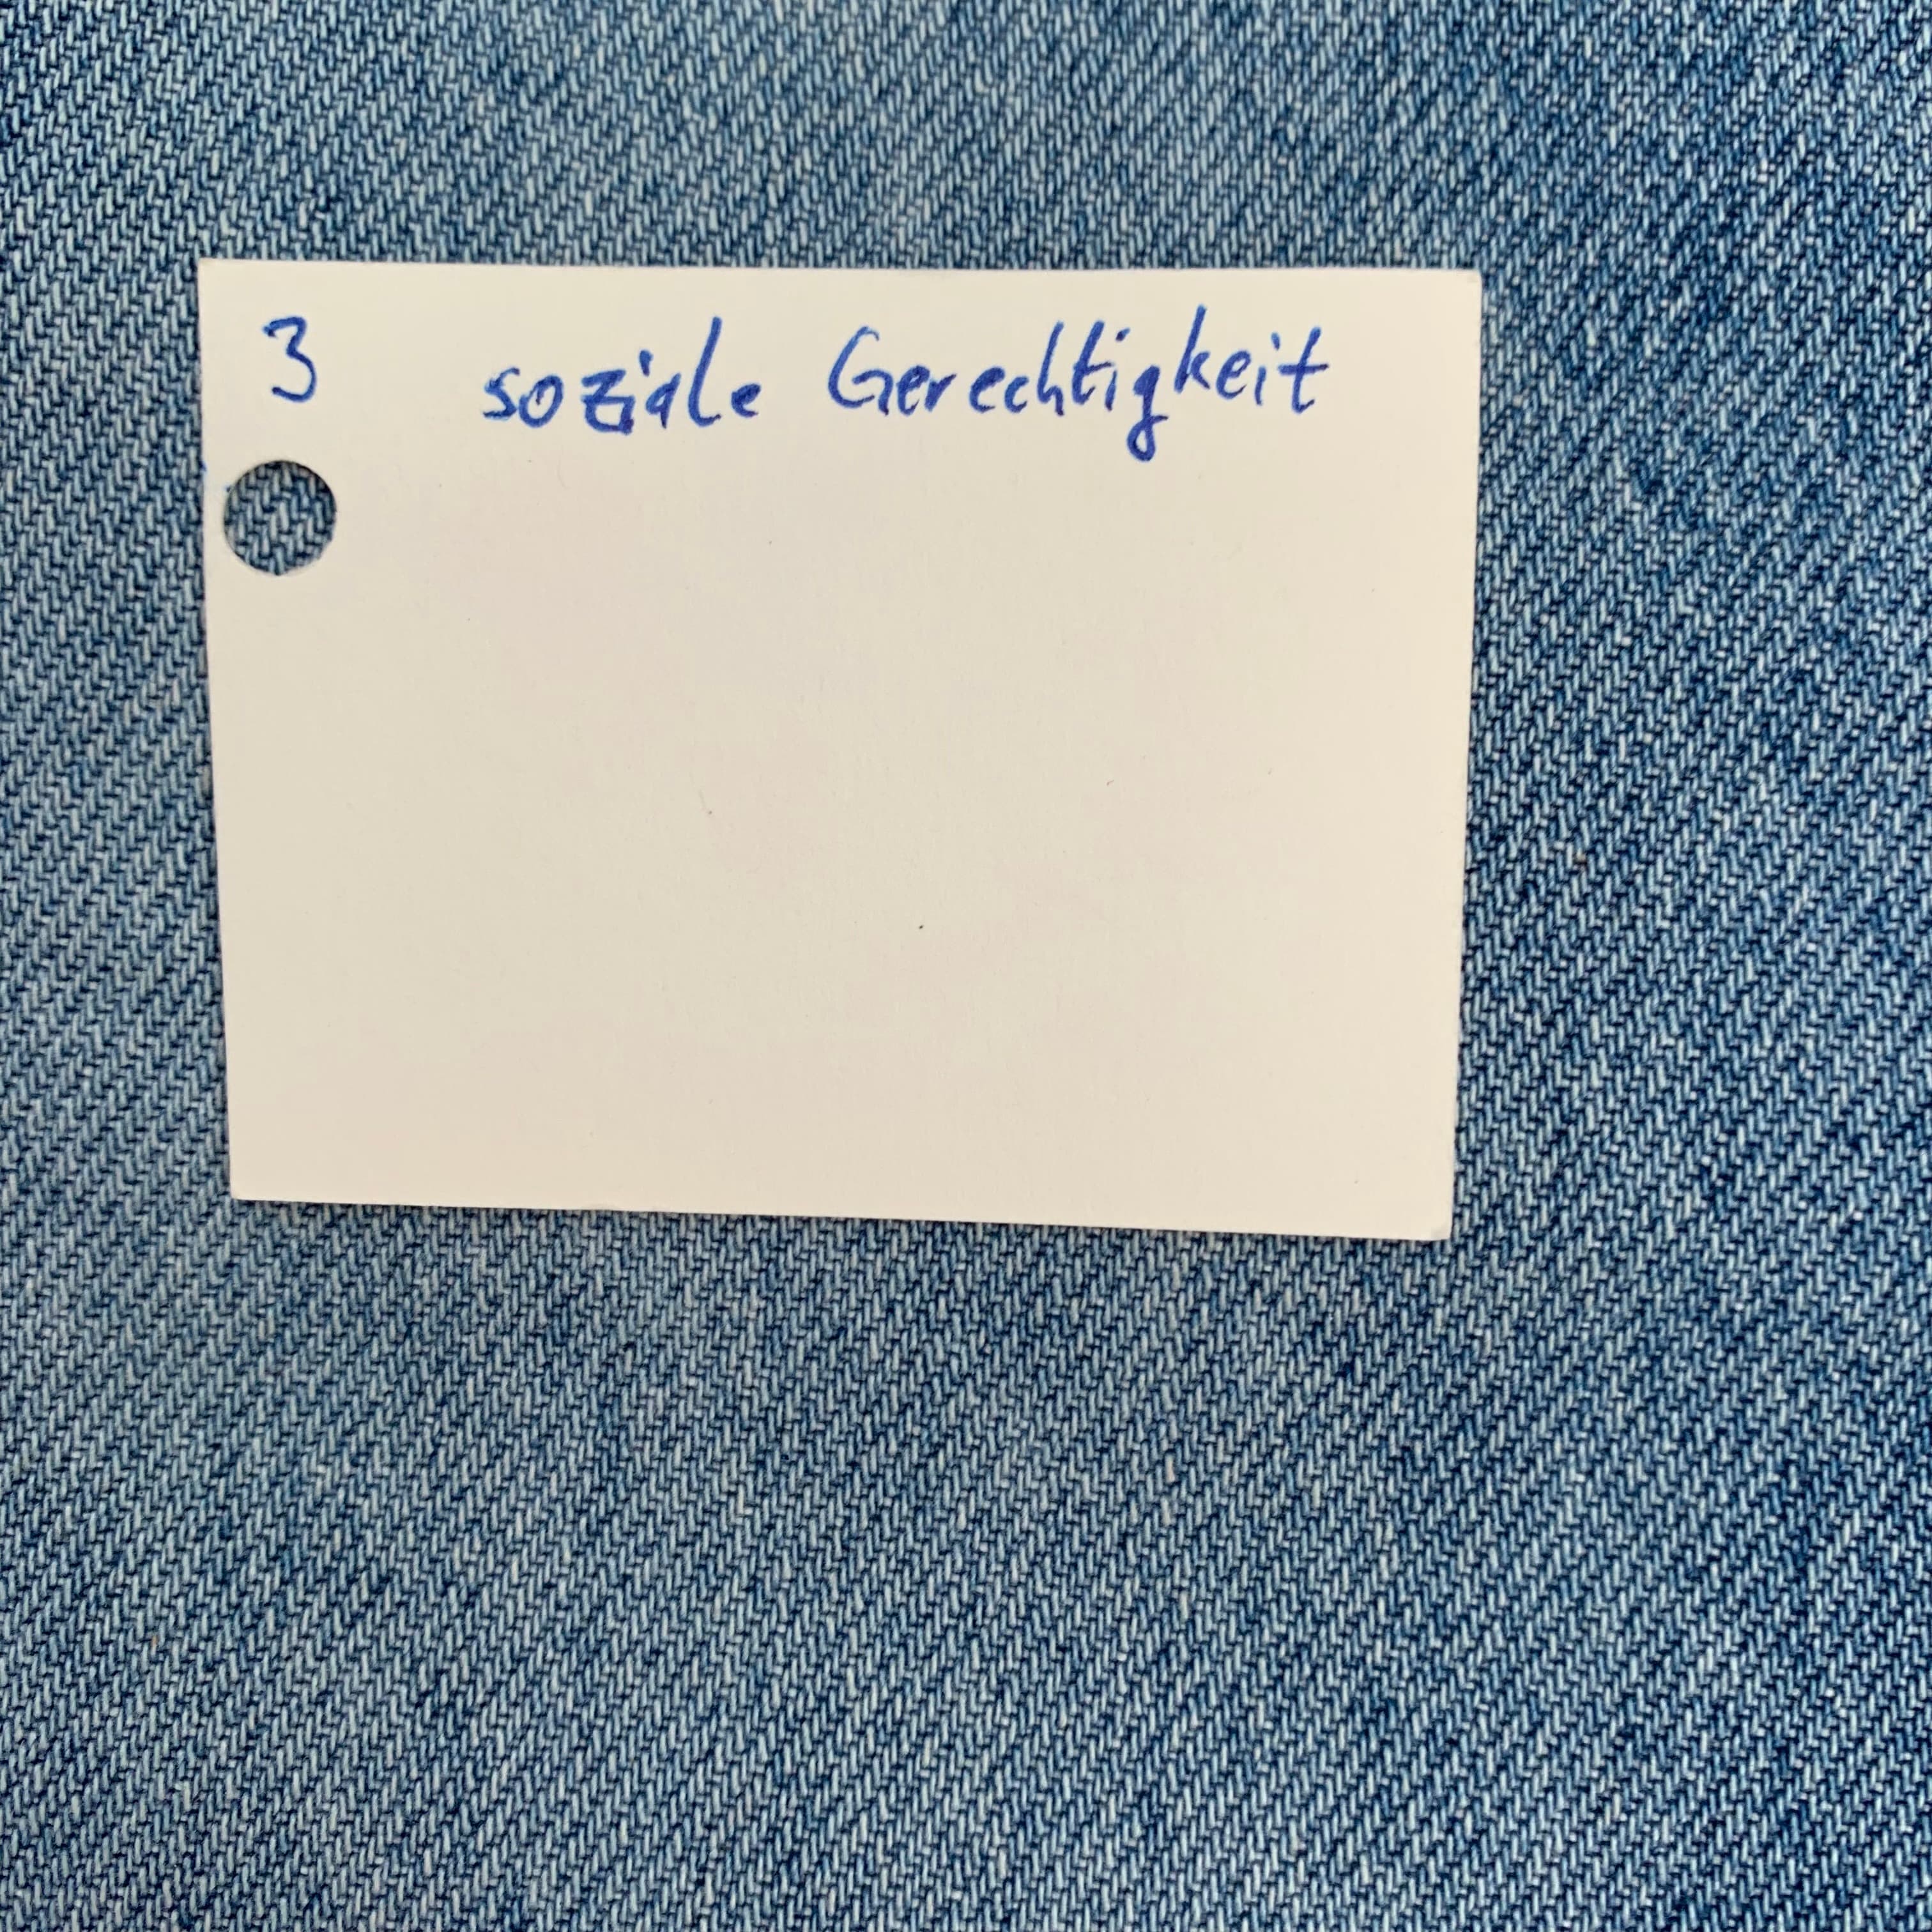 3 soziale Gerechtigkeit